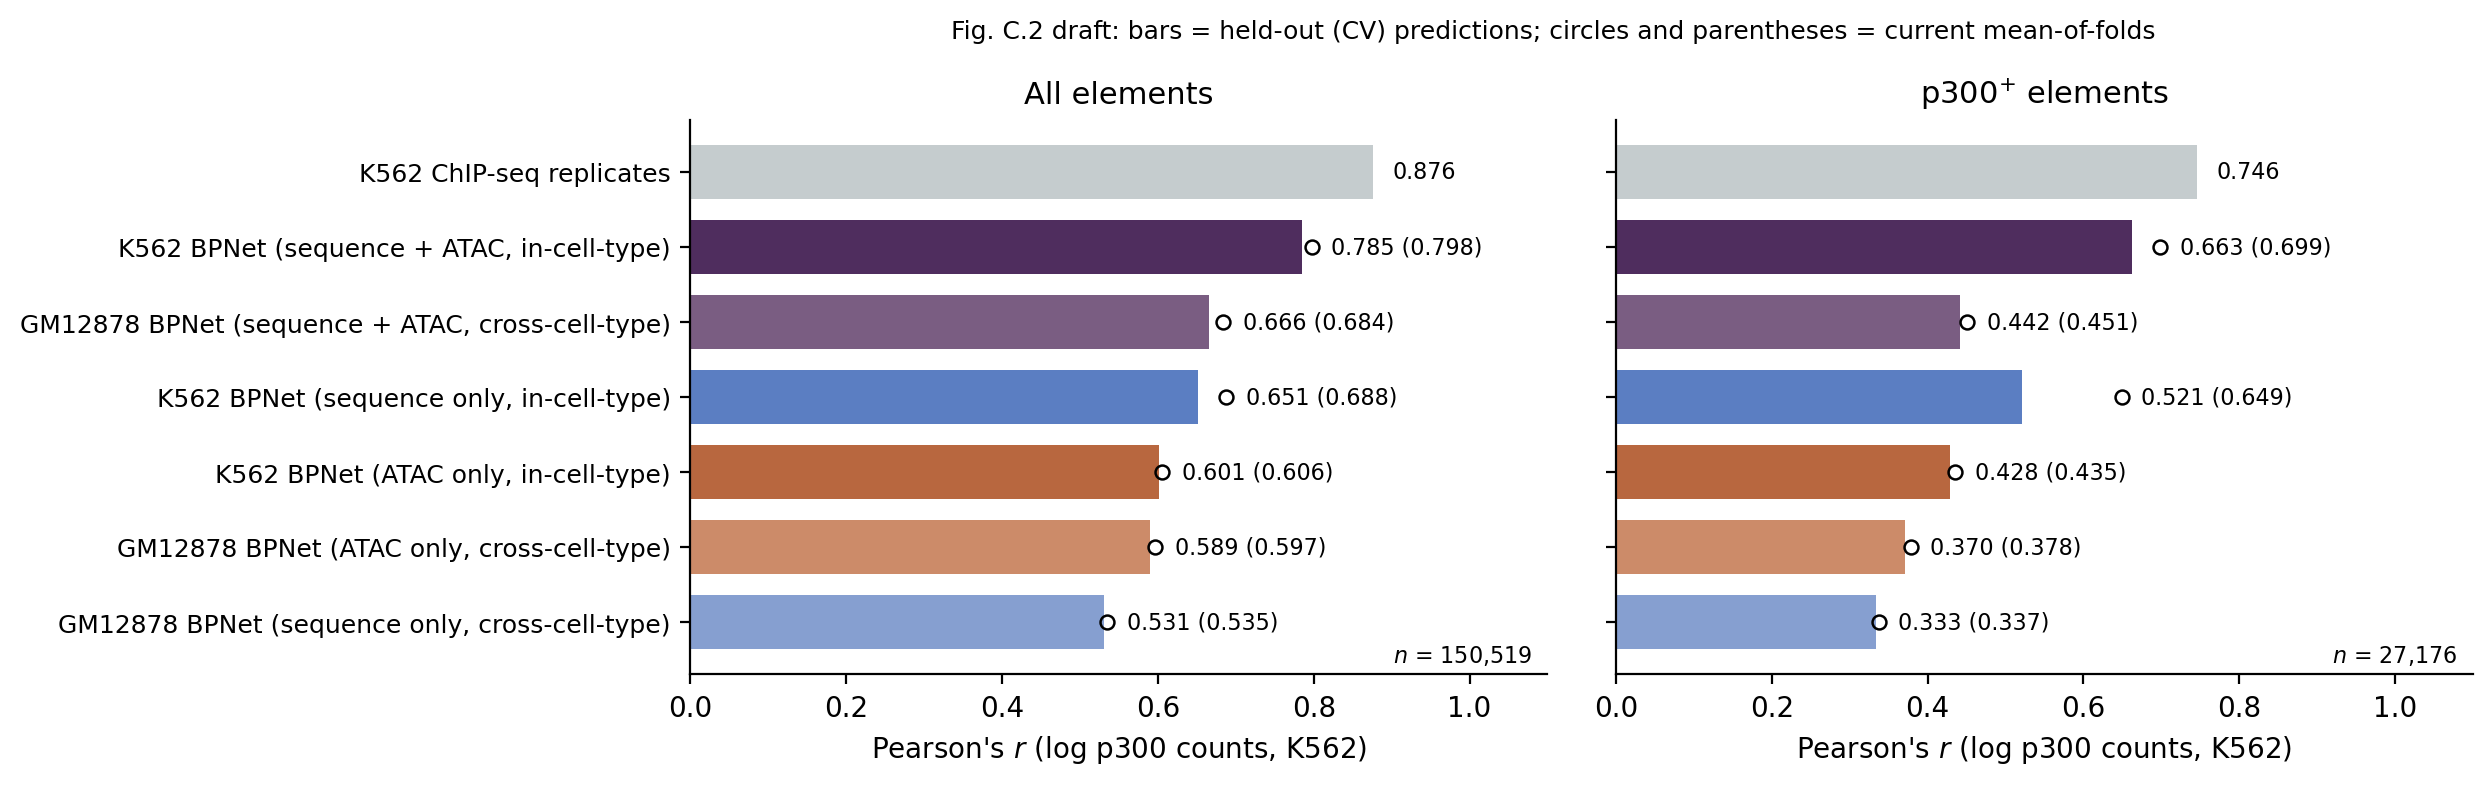 Fig. C.2 draft: bars = held-out (CV) predictions; circles and parentheses = current mean-of-folds
All elements
p300⁺ elements
K562 ChIP-seq replicates
0.876
0.746
K562 BPNet (sequence + ATAC, in-cell-type)
0.785 (0.798)
0.663 (0.699)
GM12878 BPNet (sequence + ATAC, cross-cell-type)
0.666 (0.684)
0.442 (0.451)
K562 BPNet (sequence only, in-cell-type)
0.651 (0.688)
0.521 (0.649)
K562 BPNet (ATAC only, in-cell-type)
0.601 (0.606)
0.428 (0.435)
GM12878 BPNet (ATAC only, cross-cell-type)
0.589 (0.597)
0.370 (0.378)
GM12878 BPNet (sequence only, cross-cell-type)
0.531 (0.535)
0.333 (0.337)
n = 150,519
n = 27,176
0.0 0.2 0.4 0.6 0.8 1.0
0.0 0.2 0.4 0.6 0.8 1.0
Pearson's r (log p300 counts, K562)
Pearson's r (log p300 counts, K562)